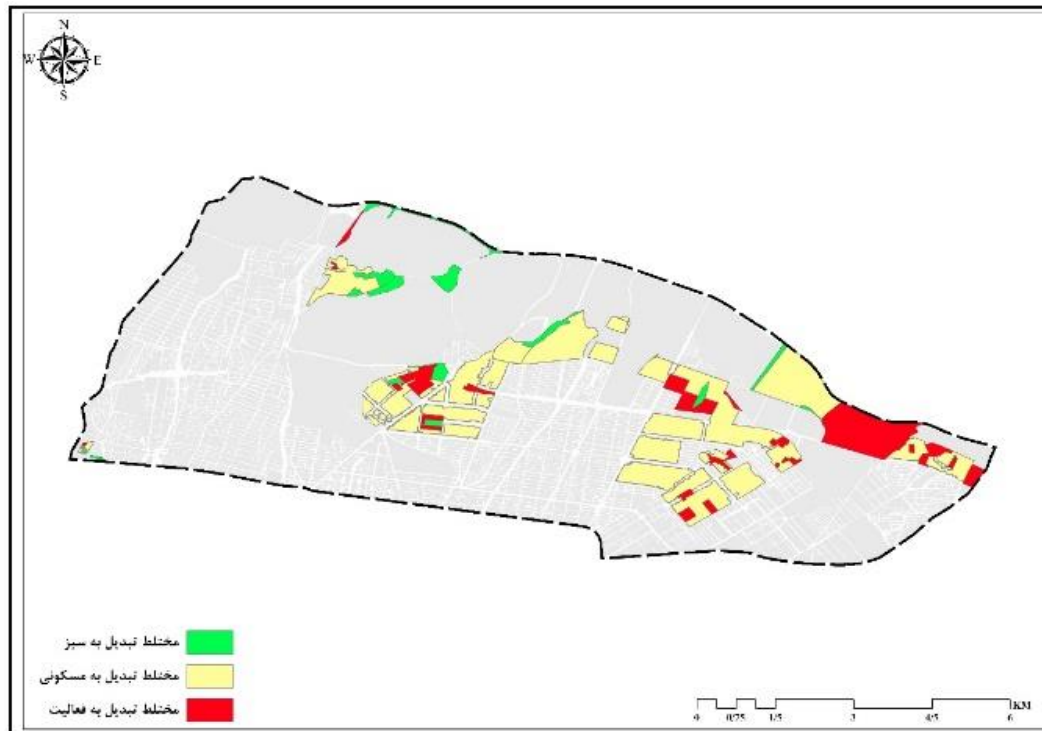 N
W E
S
مختلط تبدیل به سبز
مختلط تبدیل به مسکونی
مختلط تبدیل به فعالیت
0 0/75 1/5 3 4/5 6 KM